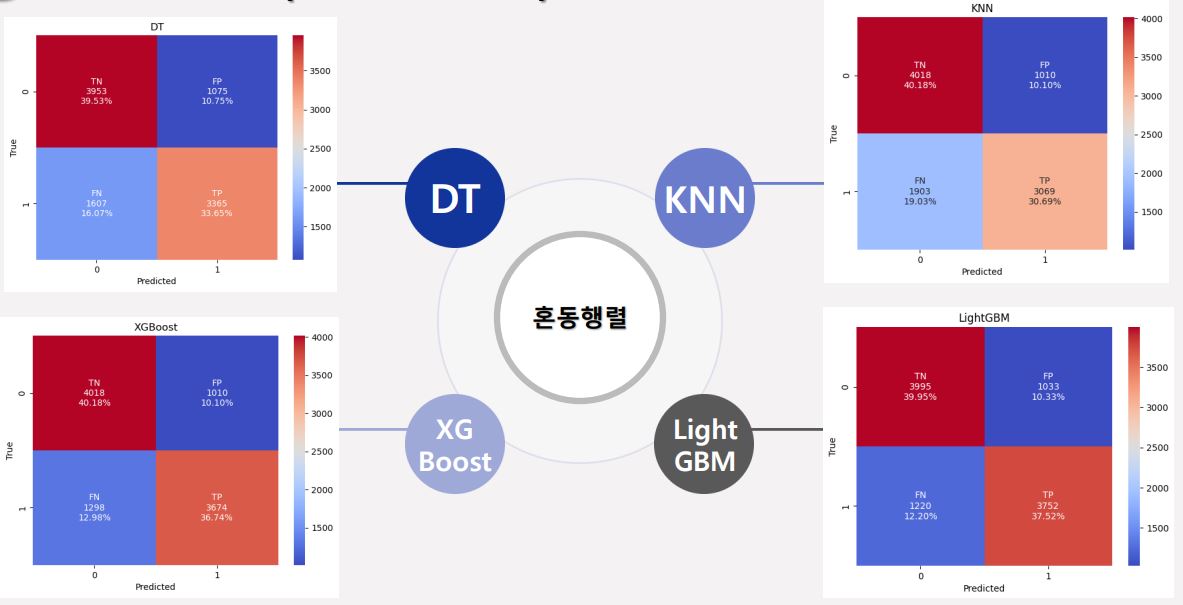 DT
TN
3953
39.53%
FP
1075
10.75%
FN
1607
16.07%
TP
3365
33.65%
0
1
True
0
1
Predicted
3500
3000
2500
2000
1500
KNN
TN
4018
40.18%
FP
1010
10.10%
FN
1903
19.03%
TP
3069
30.69%
0
1
True
0
1
Predicted
4000
3500
3000
2500
2000
1500
DT
KNN
혼동행렬
XG
Boost
Light
GBM
XGBoost
TN
4018
40.18%
FP
1010
10.10%
FN
1298
12.98%
TP
3674
36.74%
0
1
True
0
1
Predicted
4000
3500
3000
2500
2000
1500
LightGBM
TN
3995
39.95%
FP
1033
10.33%
FN
1220
12.20%
TP
3752
37.52%
0
1
True
0
1
Predicted
3500
3000
2500
2000
1500